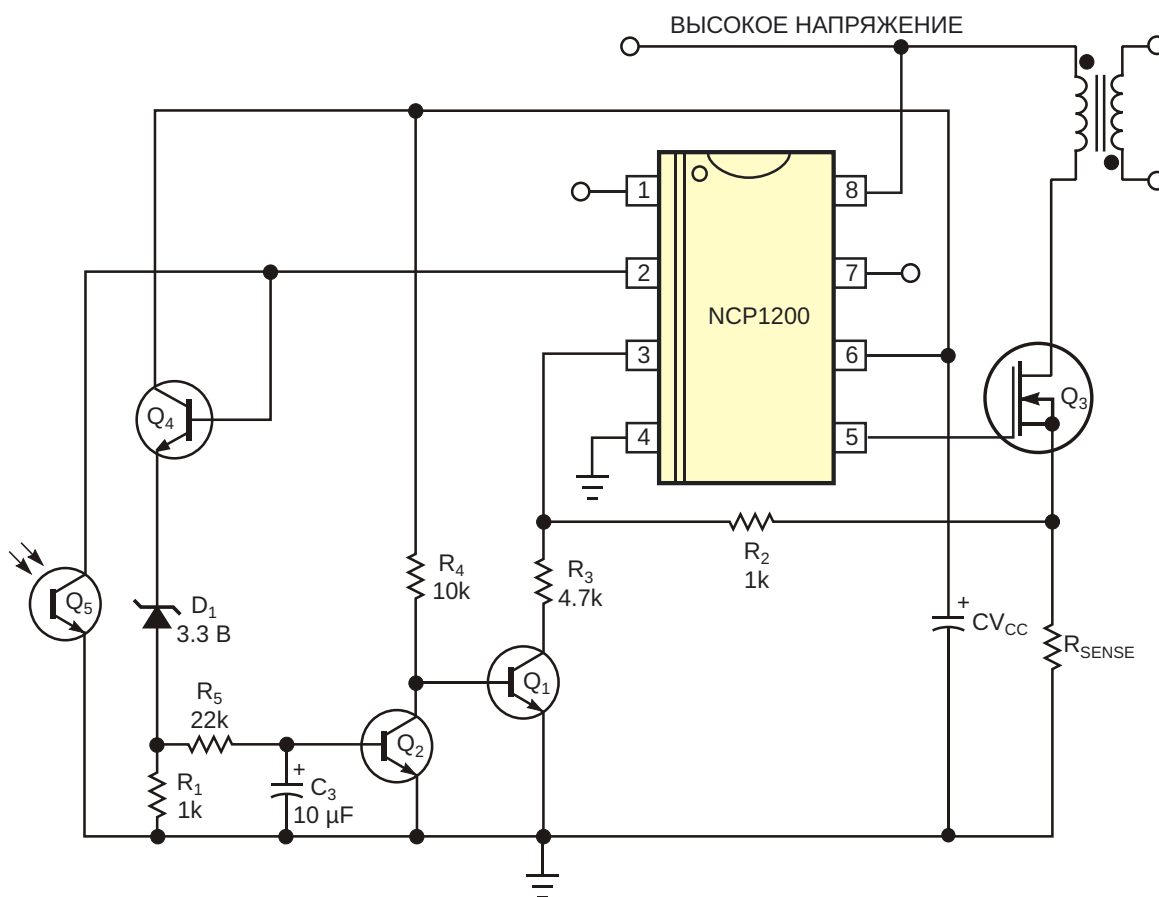 ВЫСОКОЕ НАПРЯЖЕНИЕ
1
8
2
7
NCP1200
3
6
4
5
Q3
Q4
R2
1k
R4
10k
R3
4.7k
Q5
D1
3.3 В
+
CVCC
RSENSE
Q1
R5
22k
Q2
R1
1k
+
C3
10 µF